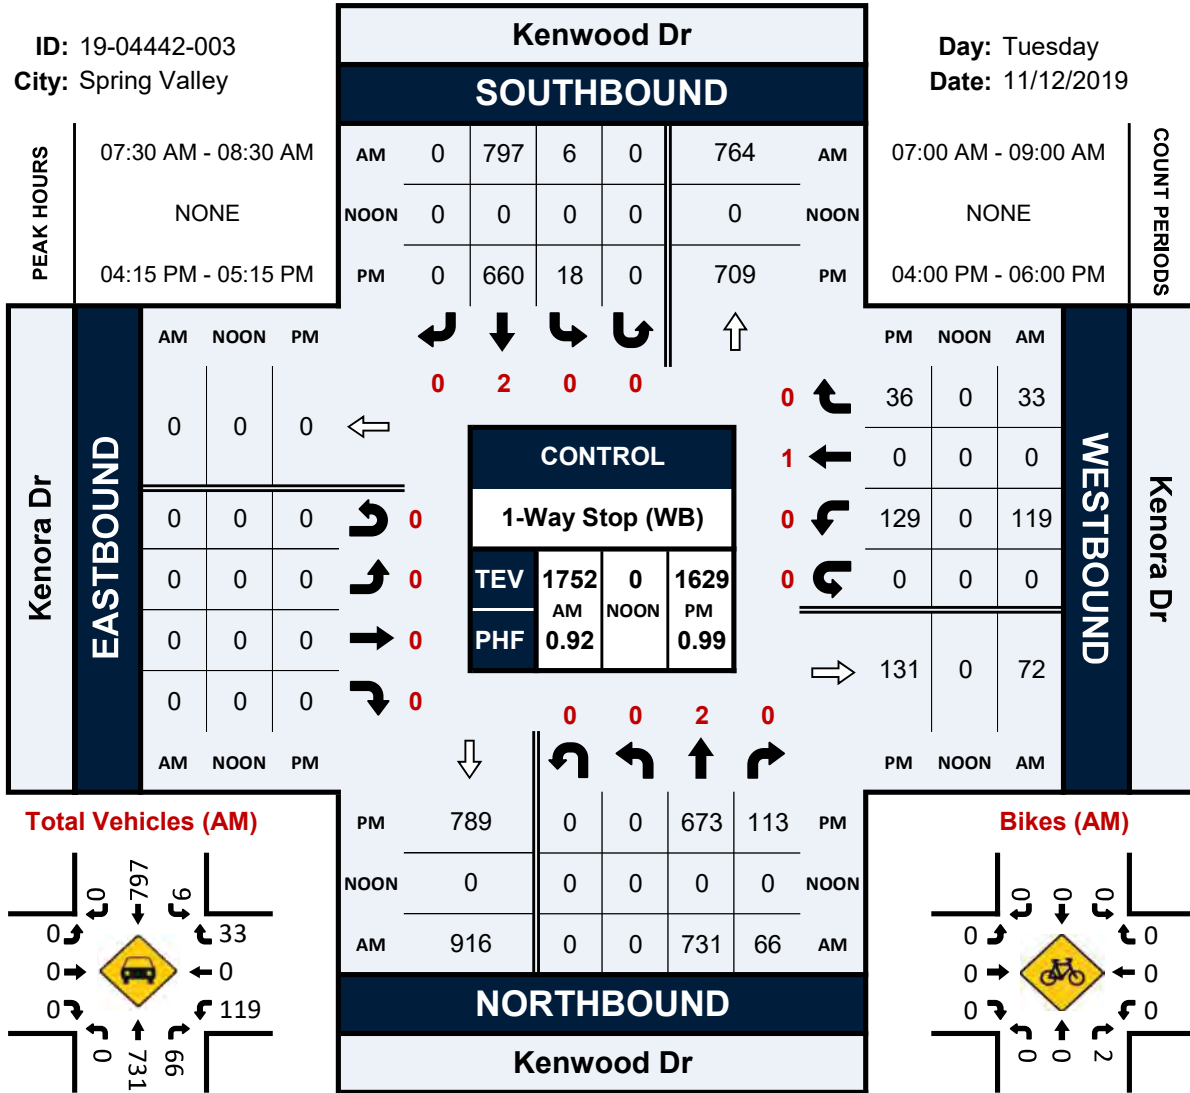 ID: 19-04442-003
City: Spring Valley
Kenwood Dr
SOUTHBOUND
Day: Tuesday
Date: 11/12/2019
PEAK HOURS
07:30 AM - 08:30 AM
NONE
04:15 PM - 05:15 PM
AM 0 797 6 0 764 AM
NOON 0 0 0 0 0 NOON
PM 0 660 18 0 709 PM
07:00 AM - 09:00 AM
NONE
04:00 PM - 06:00 PM
COUNT PERIODS
0 2 0 0
Kenora Dr
EASTBOUND
AM NOON PM
0 0 0
0 0 0 0
0 0 0 0
0 0 0 0
0 0 0 0
AM NOON PM
CONTROL
1-Way Stop (WB)
TEV 1752 0 1629
AM NOON PM
PHF 0.92 0.99
PM NOON AM
0 36 0 33
1 0 0 0
0 129 0 119
0 0 0 0
131 0 72
PM NOON AM
WESTBOUND
Kenora Dr
0 0 2 0
PM 789 0 0 673 113 PM
NOON 0 0 0 0 0 NOON
AM 916 0 0 731 66 AM
NORTHBOUND
Kenwood Dr
Total Vehicles (AM)
0 797 6
0 33
0 0
0 119
0 731 66
Bikes (AM)
0 0 0
0 0
0 0
0 0
0 0 2